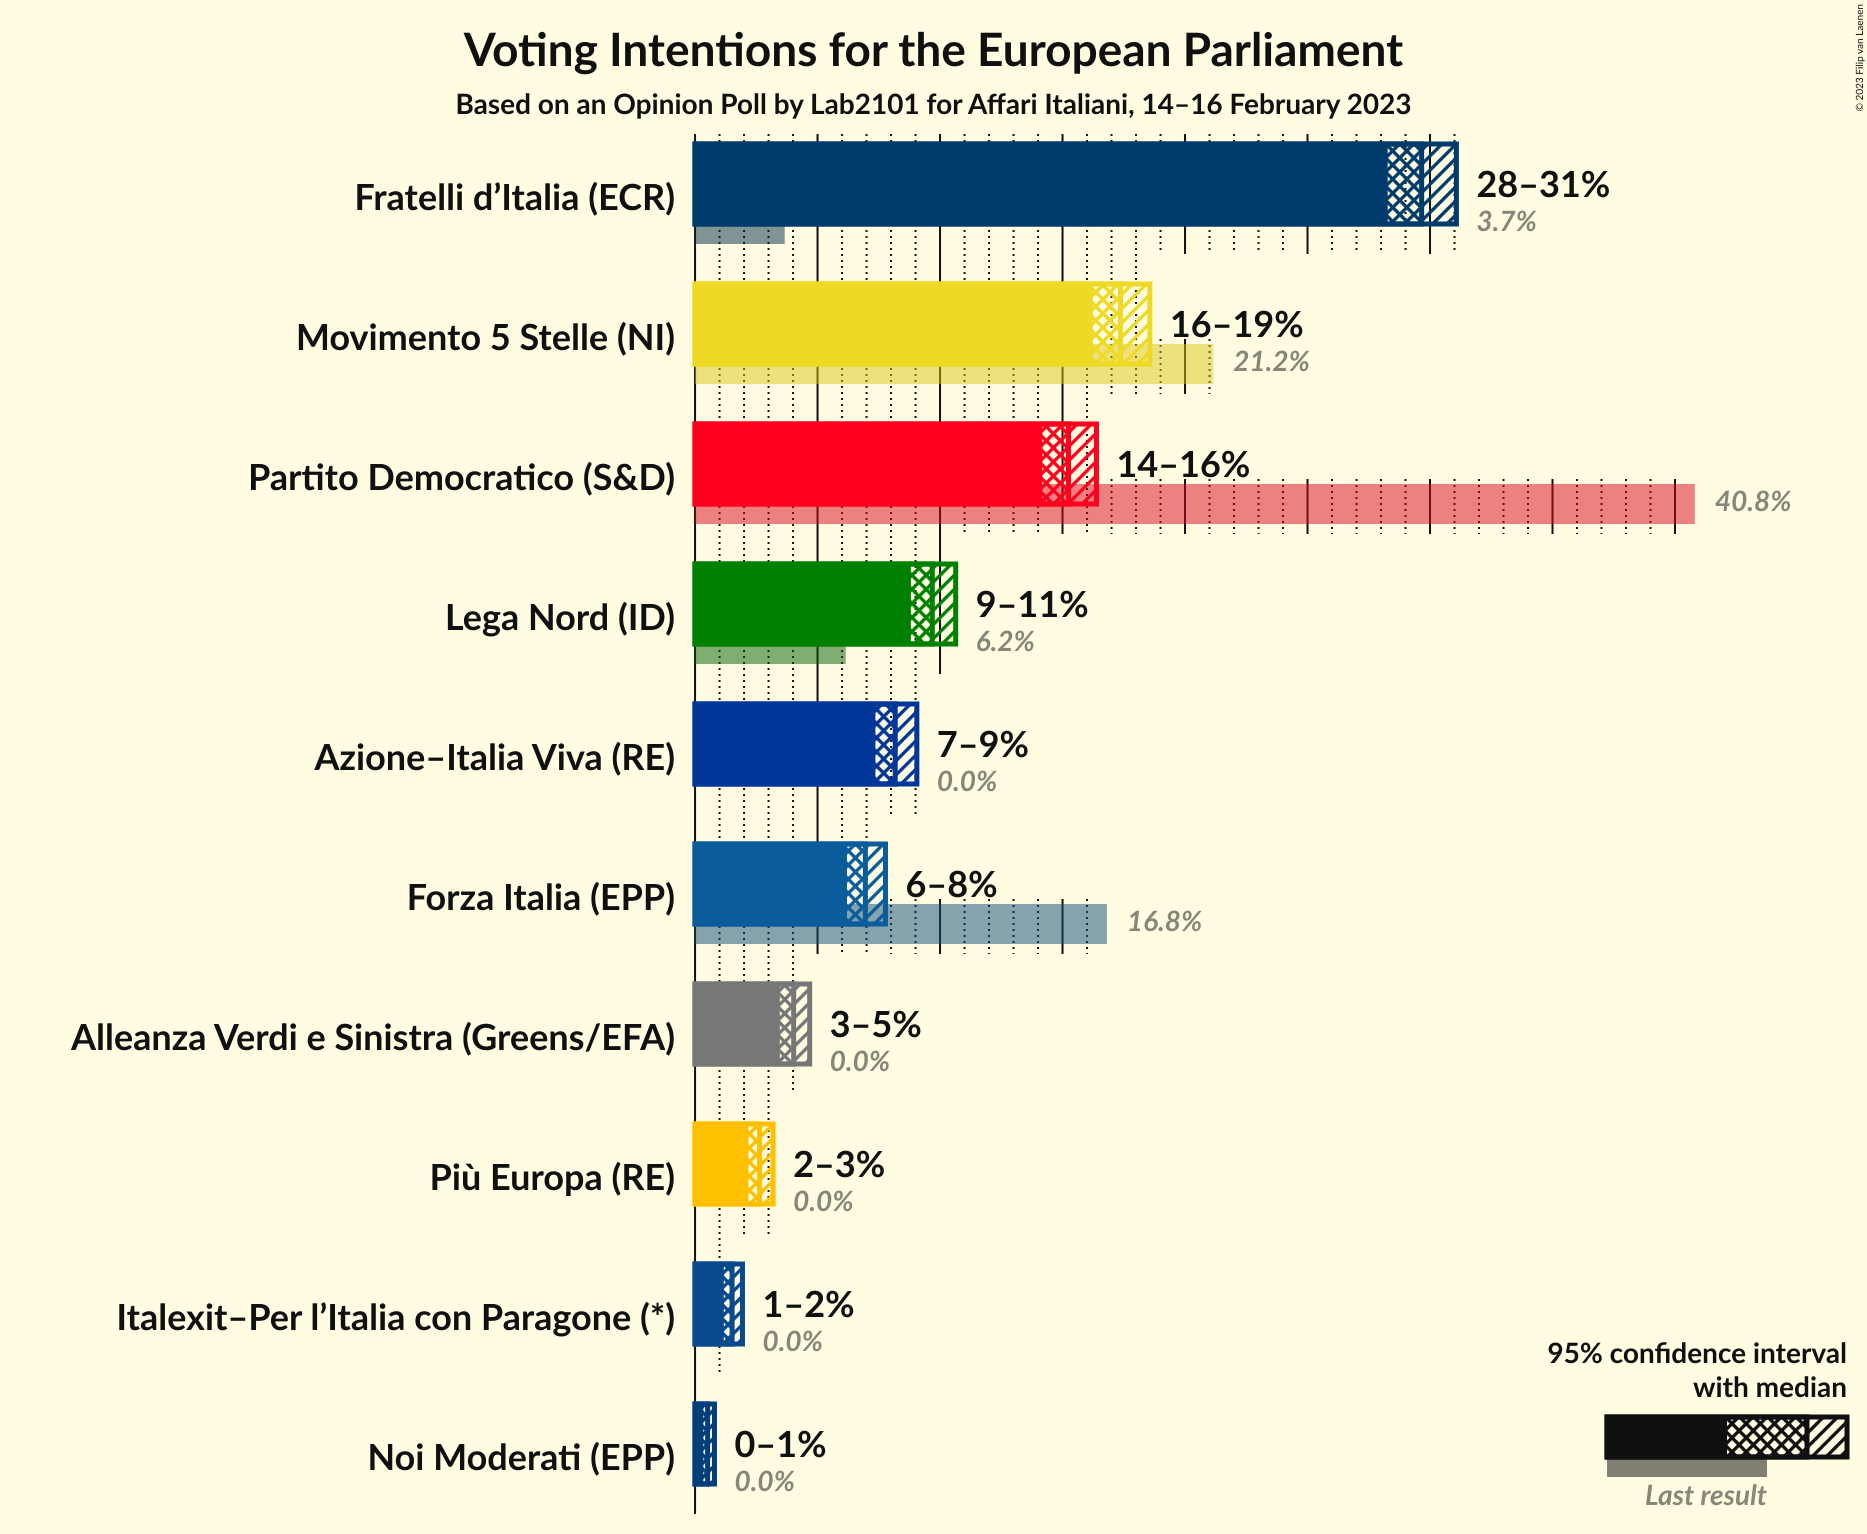 Voting Intentions for the European Parliament
Based on an Opinion Poll by Lab2101 for Affari Italiani, 14–16 February 2023
© 2023 Filip van Laenen
Fratelli d’Italia (ECR)
28–31%
3.7%
Movimento 5 Stelle (NI)
16–19%
21.2%
Partito Democratico (S&D)
14–16%
40.8%
Lega Nord (ID)
9–11%
6.2%
Azione–Italia Viva (RE)
7–9%
0.0%
Forza Italia (EPP)
6–8%
16.8%
Alleanza Verdi e Sinistra (Greens/EFA)
3–5%
0.0%
Più Europa (RE)
2–3%
0.0%
Italexit–Per l’Italia con Paragone (*)
1–2%
0.0%
Noi Moderati (EPP)
0–1%
0.0%
95% confidence interval
with median
Last result